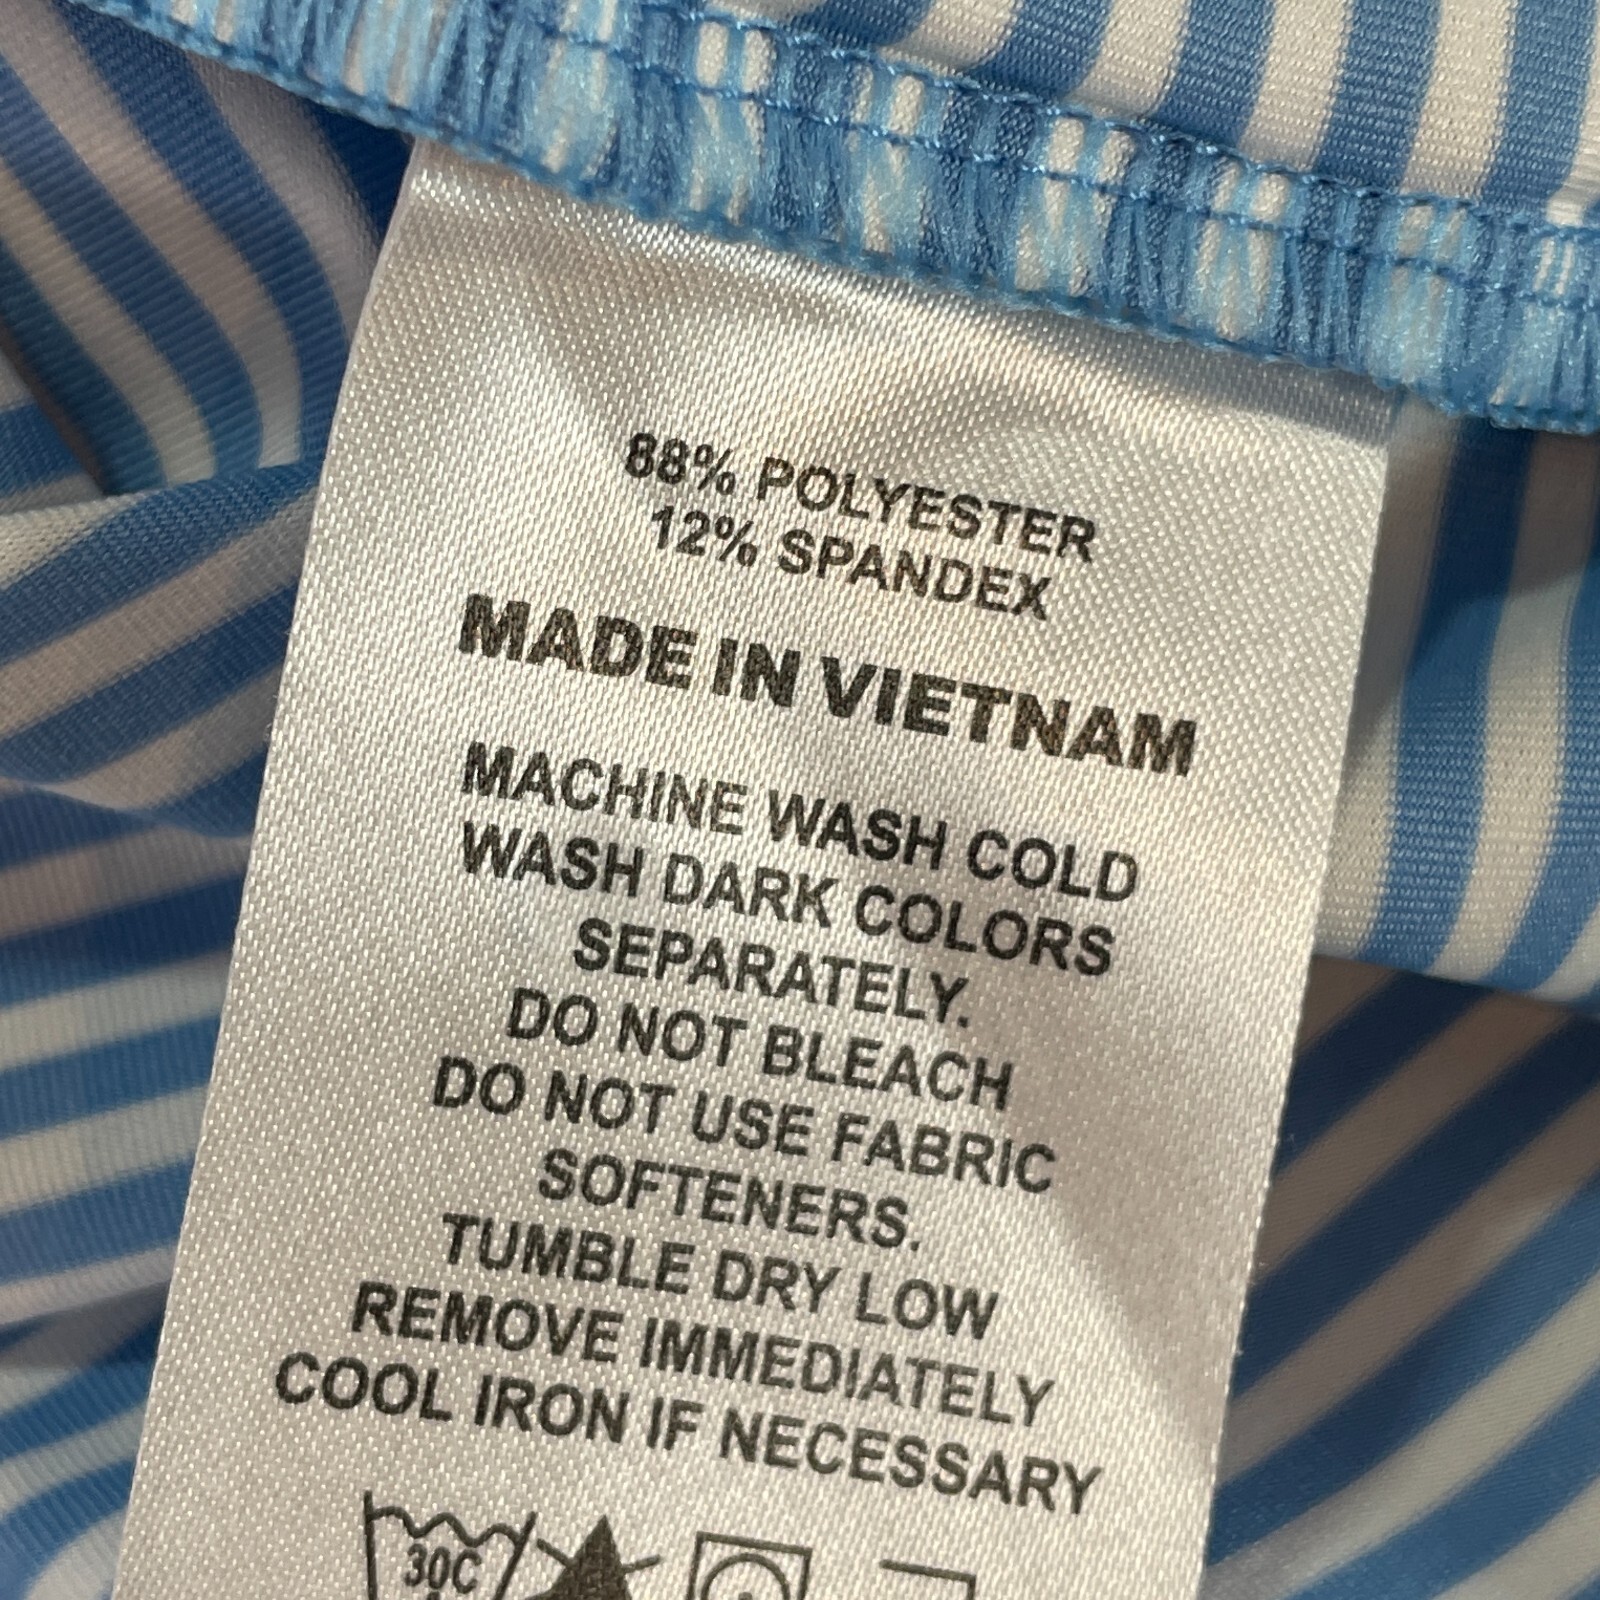 88% POLYESTER
12% SPANDEX
MADE IN VIETNAM
MACHINE WASH COLD
WASH DARK COLORS
SEPARATELY.
DO NOT BLEACH
DO NOT USE FABRIC
SOFTENERS.
TUMBLE DRY LOW
REMOVE IMMEDIATELY
COOL IRON IF NECESSARY
30C